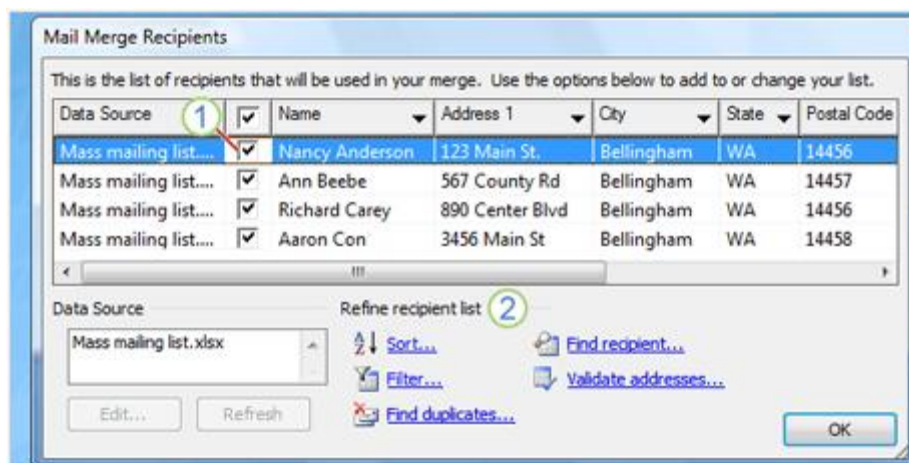 Mail Merge Recipients
This is the list of recipients that will be used in your merge. Use the options below to add to or change your list.
Data Source 1 Name Address 1 City State Postal Code
Mass mailing list.... Nancy Anderson 123 Main St. Bellingham WA 14456
Mass mailing list.... Ann Beebe 567 County Rd Bellingham WA 14457
Mass mailing list.... Richard Carey 890 Center Blvd Bellingham WA 14456
Mass mailing list.... Aaron Con 3456 Main St Bellingham WA 14458
Data Source Refine recipient list 2
Mass mailing list.xlsx Sort... Find recipient...
Filter... Validate addresses...
Edit... Refresh Find duplicates...
OK